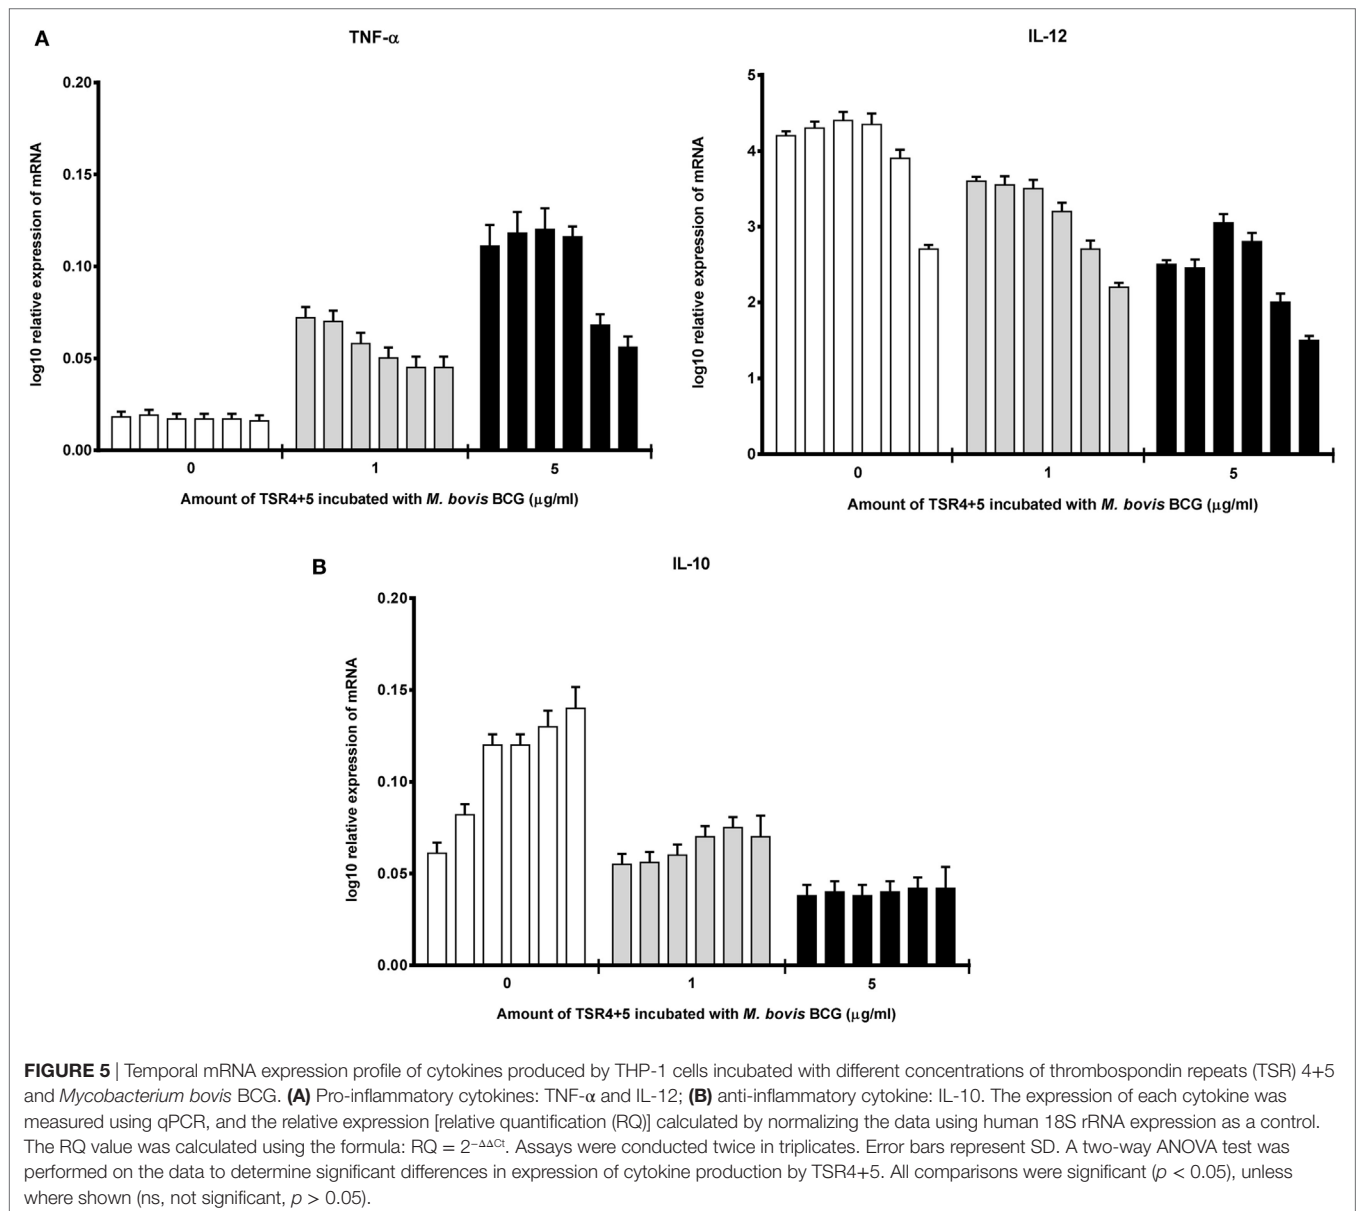 A
TNF-α
0.20
0.15
0.10
0.05
0.00
log10 relative expression of mRNA
0 1 5
Amount of TSR4+5 incubated with M. bovis BCG (μg/ml)
IL-12
5
4
3
2
1
0
log10 relative expression of mRNA
0 1 5
Amount of TSR4+5 incubated with M. bovis BCG (μg/ml)
B
IL-10
0.20
0.15
0.10
0.05
0.00
log10 relative expression of mRNA
0 1 5
Amount of TSR4+5 incubated with M. bovis BCG (μg/ml)
FIGURE 5 | Temporal mRNA expression profile of cytokines produced by THP-1 cells incubated with different concentrations of thrombospondin repeats (TSR) 4+5
and Mycobacterium bovis BCG. (A) Pro-inflammatory cytokines: TNF-α and IL-12; (B) anti-inflammatory cytokine: IL-10. The expression of each cytokine was
measured using qPCR, and the relative expression [relative quantification (RQ)] calculated by normalizing the data using human 18S rRNA expression as a control.
The RQ value was calculated using the formula: RQ = 2−ΔΔCt. Assays were conducted twice in triplicates. Error bars represent SD. A two-way ANOVA test was
performed on the data to determine significant differences in expression of cytokine production by TSR4+5. All comparisons were significant (p < 0.05), unless
where shown (ns, not significant, p > 0.05).